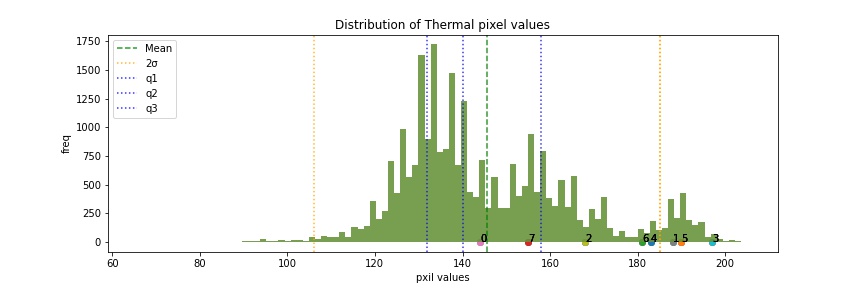 Distribution of Thermal pixel values
Mean
2σ
q1
q2
q3
freq
1750
1500
1250
1000
750
500
250
0
0 7 2 6 4 1 5 3
60 80 100 120 140 160 180 200
pxil values